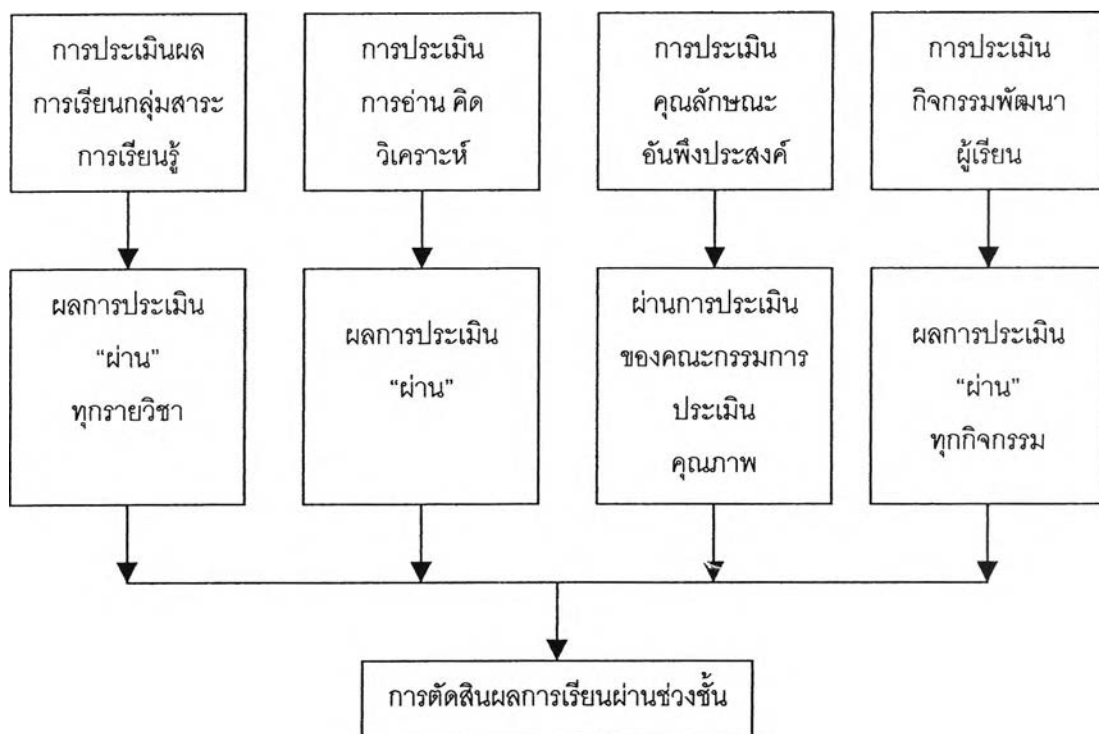 การประเมินผล
การเรียนกลุ่มสาระ
การเรียนรู้
การประเมิน
การอ่าน คิด
วิเคราะห์
การประเมิน
คุณลักษณะ
อันพึงประสงค์
การประเมิน
กิจกรรมพัฒนา
ผู้เรียน
ผลการประเมิน
“ผ่าน”
ทุกรายวิชา
ผลการประเมิน
“ผ่าน”
ผ่านการประเมิน
ของคณะกรรมการ
ประเมิน
คุณภาพ
ผลการประเมิน
“ผ่าน”
ทุกกิจกรรม
การตัดสินผลการเรียนผ่านช่วงชั้น